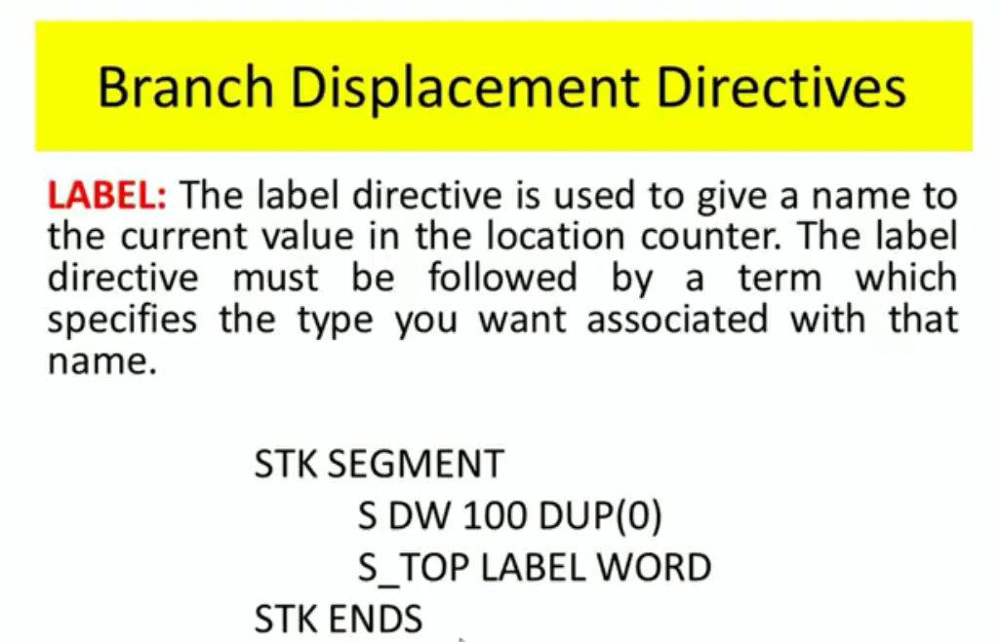 Branch Displacement Directives
LABEL: The label directive is used to give a name to
the current value in the location counter. The label
directive must be followed by a term which
specifies the type you want associated with that
name.
STK SEGMENT
S DW 100 DUP(0)
S_TOP LABEL WORD
STK ENDS